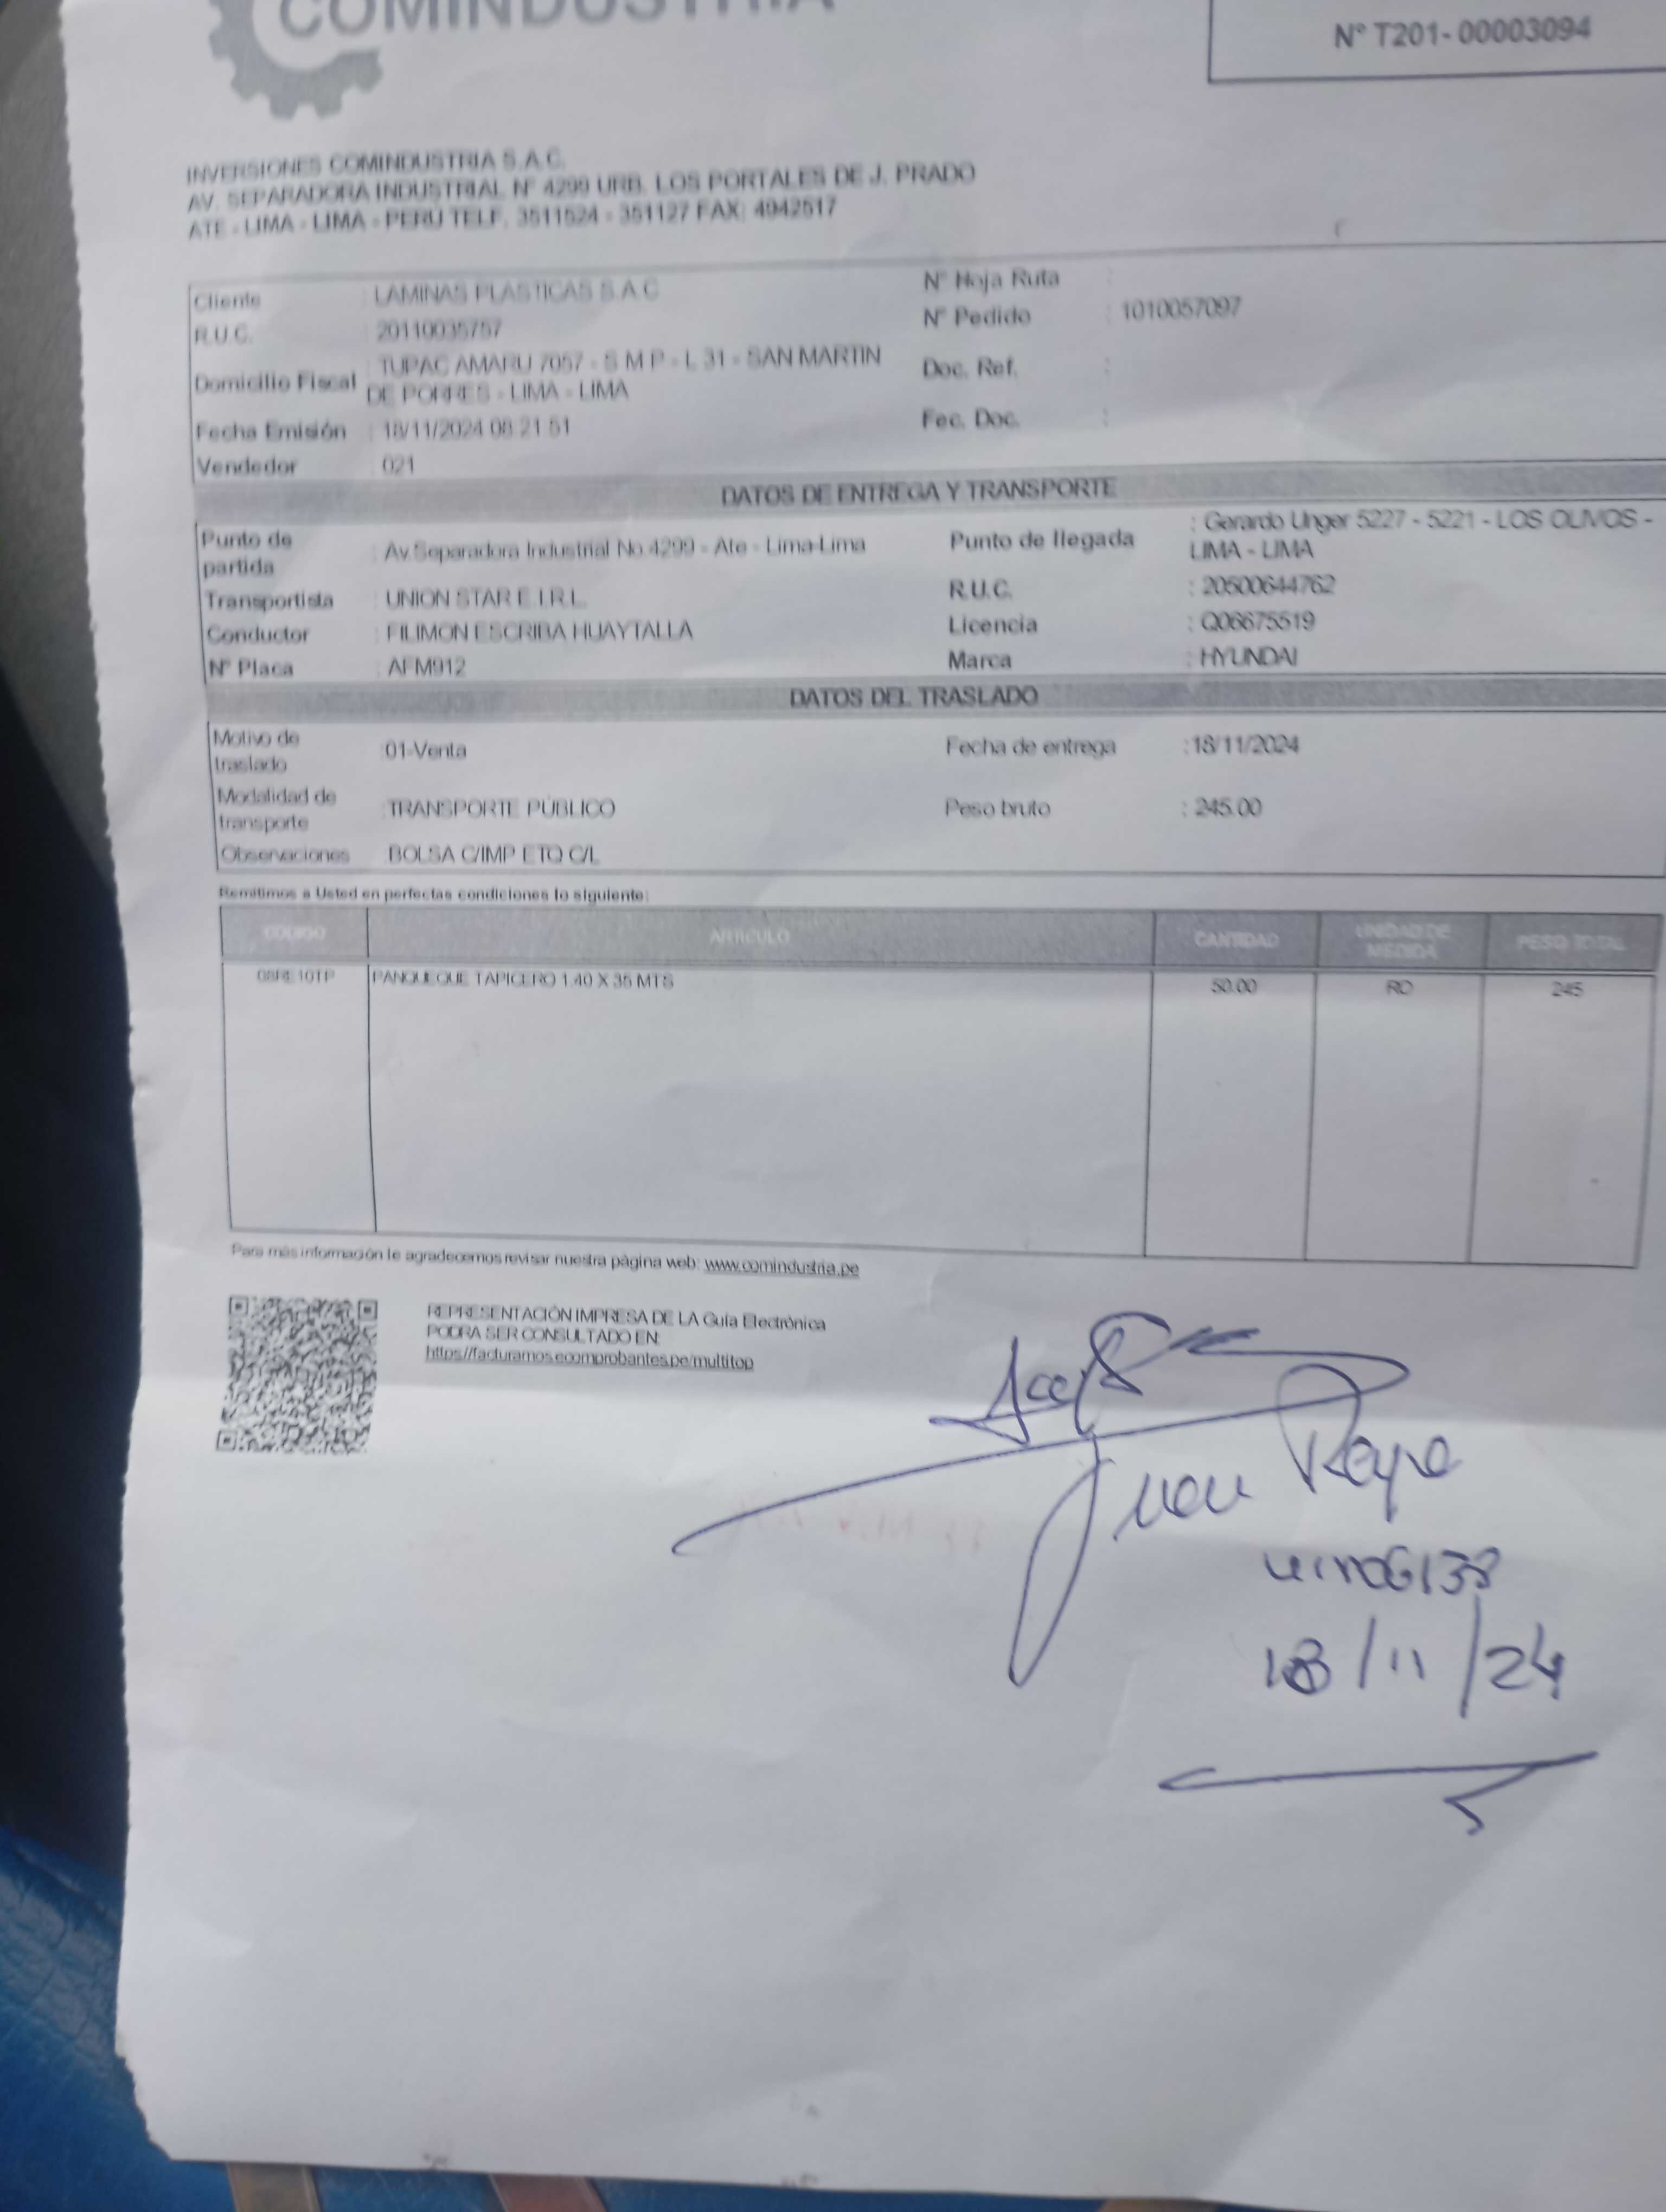 COMINDUSTRIA
N° T201- 00003094
INVERSIONES COMINDUSTRIA S.A.C.
AV. SEPARADORA INDUSTRIAL N° 4299 URB. LOS PORTALES DE J. PRADO
ATE - LIMA - LIMA - PERÚ TELF. 3511524 - 351127 FAX: 4942517
Cliente : LAMINAS PLASTICAS S A C
N° Hoja Ruta :
R.U.C. : 20110035757
N° Pedido : 1010057097
Domicilio Fiscal : TUPAC AMARU 7057 - S M P - L 31 - SAN MARTIN
DE PORRES - LIMA - LIMA
Doc. Ref. :
Fecha Emisión : 18/11/2024 08:21:51
Fec. Doc. :
Vendedor : 021
DATOS DE ENTREGA Y TRANSPORTE
Punto de partida : Av.Separadora Industrial No.4299 - Ate - Lima-Lima
Punto de llegada : Gerardo Unger 5227 - 5221 - LOS OLIVOS -
LIMA - LIMA
Transportista : UNION STAR E.I.R.L.
R.U.C. : 20500644762
Conductor : FILIMON ESCRIBA HUAYTALLA
Licencia : Q06675519
N° Placa : AFM912
Marca : HYUNDAI
DATOS DEL TRASLADO
Motivo de traslado :01-Venta
Fecha de entrega :18/11/2024
Modalidad de transporte :TRANSPORTE PÚBLICO
Peso bruto : 245.00
Observaciones :BOLSA C/IMP ETQ C/L
Remitimos a Usted en perfectas condiciones lo siguiente:
CODIGO ARTICULO CANTIDAD UNIDAD DE MEDIDA PESO TOTAL
PANQUEQUE TAPICERO 1.40 X 35 MTS 50.00 RO 245
Para más información le agradecemos revisar nuestra página web: www.comindustria.pe
REPRESENTACIÓN IMPRESA DE LA Guía Electrónica
PODRA SER CONSULTADO EN:
https://facturamos.ecomprobantes.pe/multitop
Juan
18/11/24